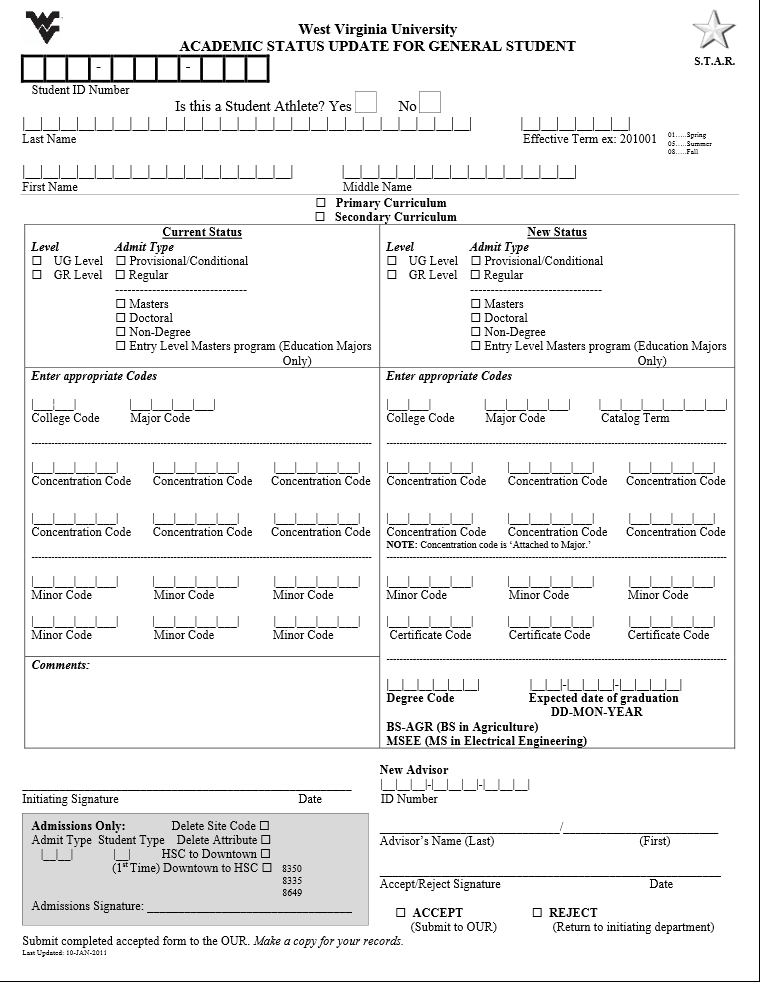 West Virginia University
ACADEMIC STATUS UPDATE FOR GENERAL STUDENT
S.T.A.R.
- -
Student ID Number
Is this a Student Athlete? Yes No
Last Name
Effective Term ex: 201001
01.....Spring
05.....Summer
08....Fall
First Name Middle Name
☐ Primary Curriculum
☐ Secondary Curriculum
Current Status
Level Admit Type
☐ UG Level ☐ Provisional/Conditional
☐ GR Level ☐ Regular
--------------------------------
☐ Masters
☐ Doctoral
☐ Non-Degree
☐ Entry Level Masters program (Education Majors
Only)
New Status
Level Admit Type
☐ UG Level ☐ Provisional/Conditional
☐ GR Level ☐ Regular
--------------------------------
☐ Masters
☐ Doctoral
☐ Non-Degree
☐ Entry Level Masters program (Education Majors
Only)
Enter appropriate Codes
College Code Major Code
Concentration Code Concentration Code Concentration Code
Concentration Code Concentration Code Concentration Code
Minor Code Minor Code Minor Code
Minor Code Minor Code Minor Code
Comments:
Enter appropriate Codes
College Code Major Code Catalog Term
Concentration Code Concentration Code Concentration Code
Concentration Code Concentration Code Concentration Code
NOTE: Concentration code is ‘Attached to Major.’
Minor Code Minor Code Minor Code
Certificate Code Certificate Code Certificate Code
Degree Code Expected date of graduation
DD-MON-YEAR
BS-AGR (BS in Agriculture)
MSEE (MS in Electrical Engineering)
Initiating Signature Date
Admissions Only: Delete Site Code ☐
Admit Type Student Type Delete Attribute ☐
HSC to Downtown ☐
(1st Time) Downtown to HSC ☐ 8350
8335
8649
Admissions Signature: ___________________________________
New Advisor
ID Number
Advisor’s Name (Last) / (First)
Accept/Reject Signature Date
☐ ACCEPT ☐ REJECT
(Submit to OUR) (Return to initiating department)
Submit completed accepted form to the OUR. Make a copy for your records.
Last Updated: 10-JAN-2011